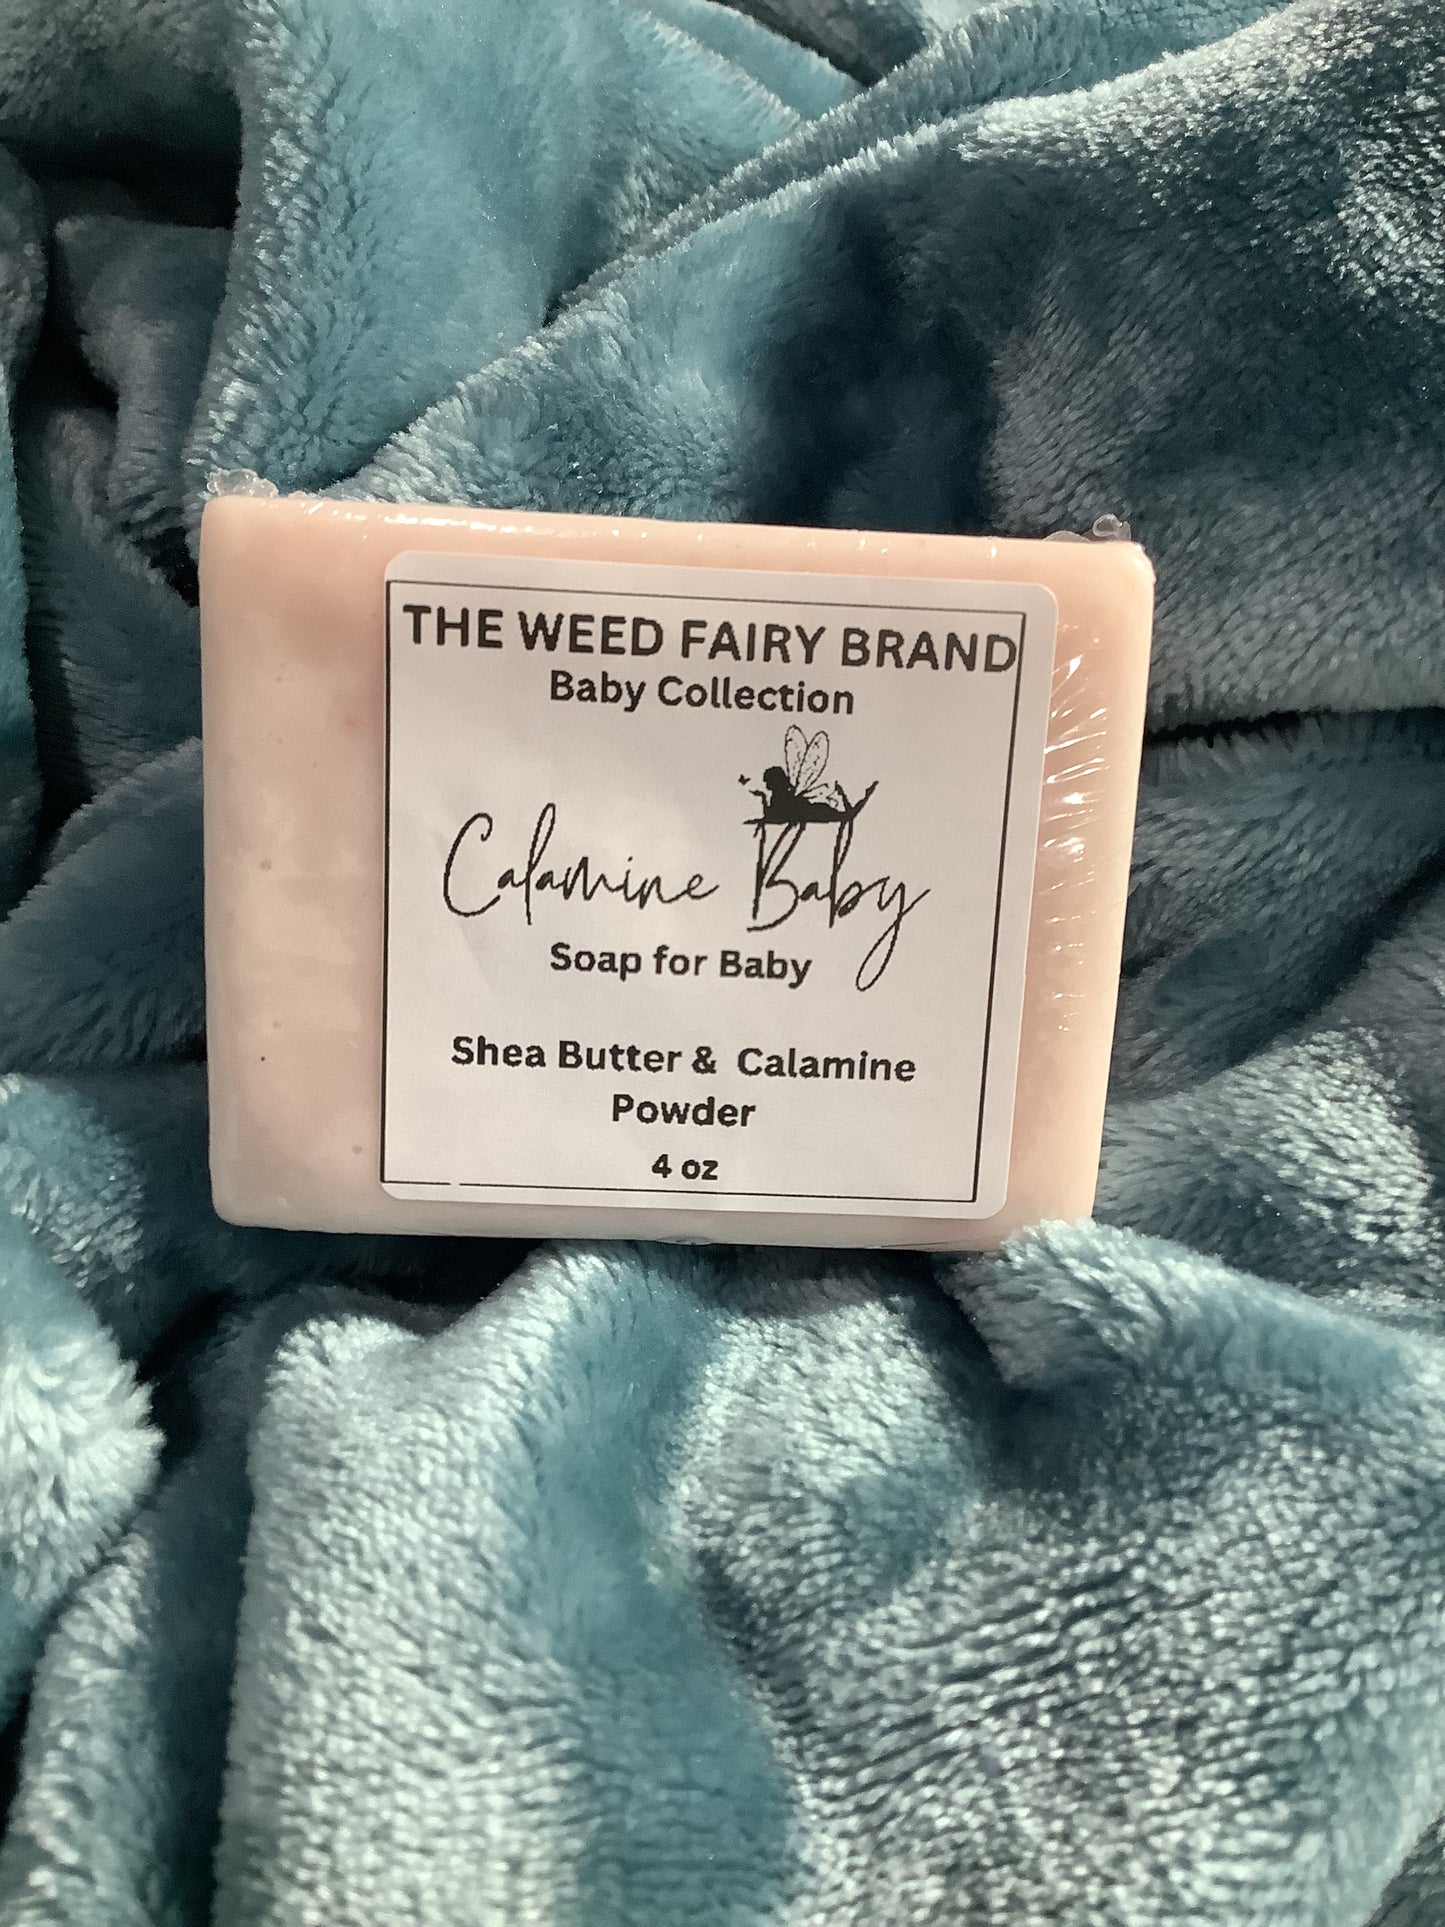 THE WEED FAIRY BRAND
Baby Collection
Calamine Baby
Soap for Baby
Shea Butter & Calamine
Powder
4 oz